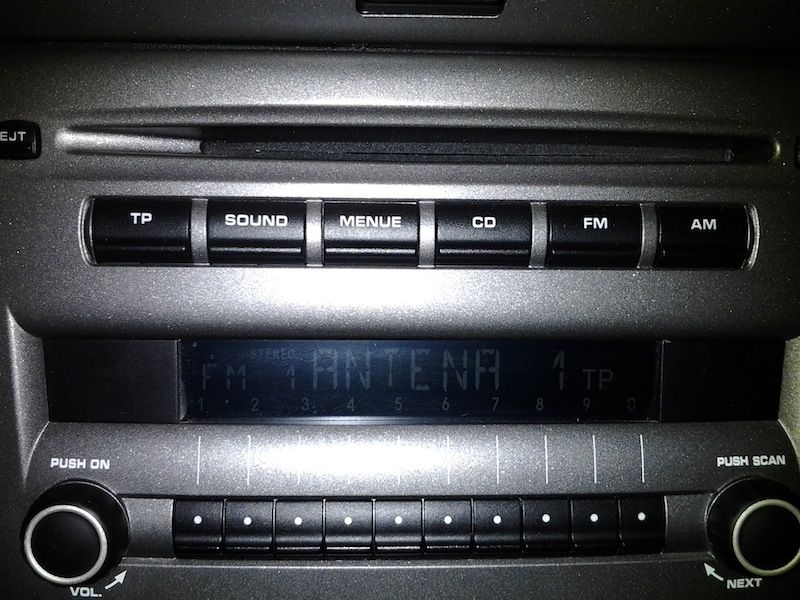 EJT
TP SOUND MENUE CD FM AM
STEREO
FM 1 ANTENA 1 TP
1 2 3 4 5 6 7 8 9 0
PUSH ON PUSH SCAN
VOL. NEXT